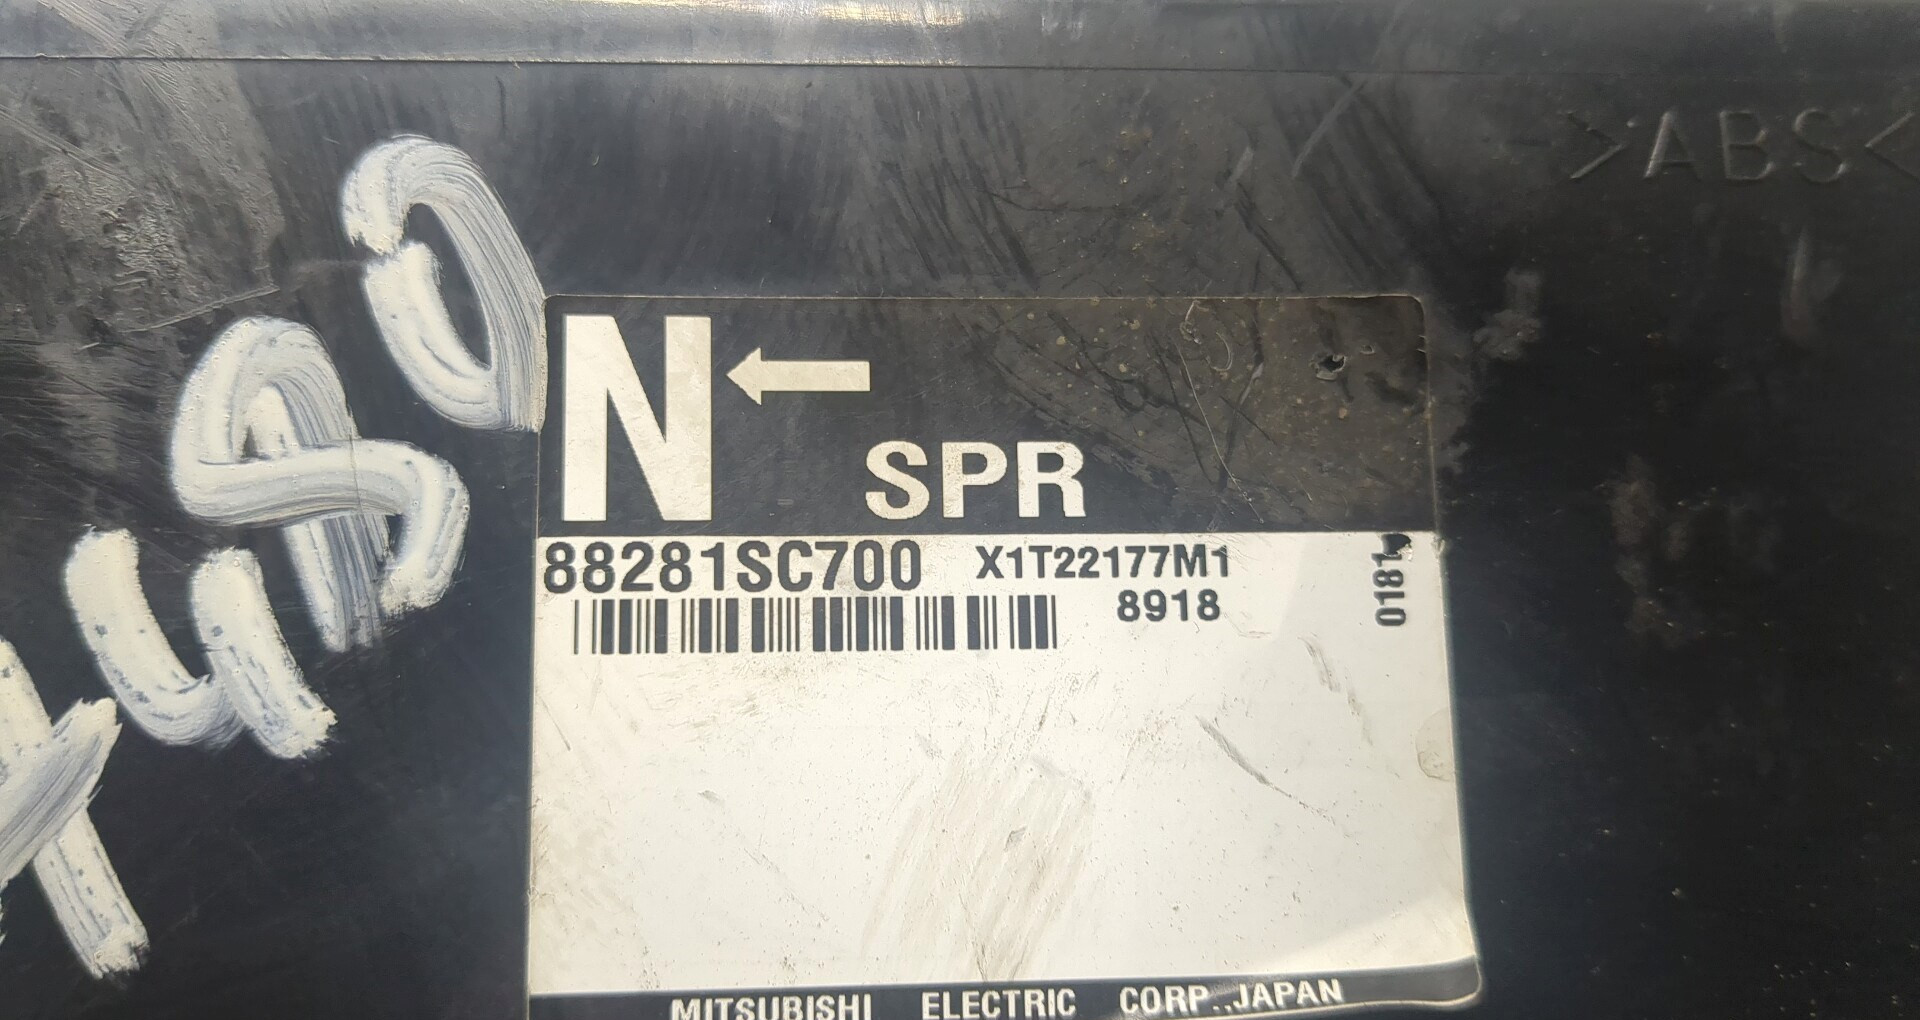 >ABS<
N
SPR
88281SC700 X1T22177M1
8918
0181
MITSUBISHI ELECTRIC CORP., JAPAN